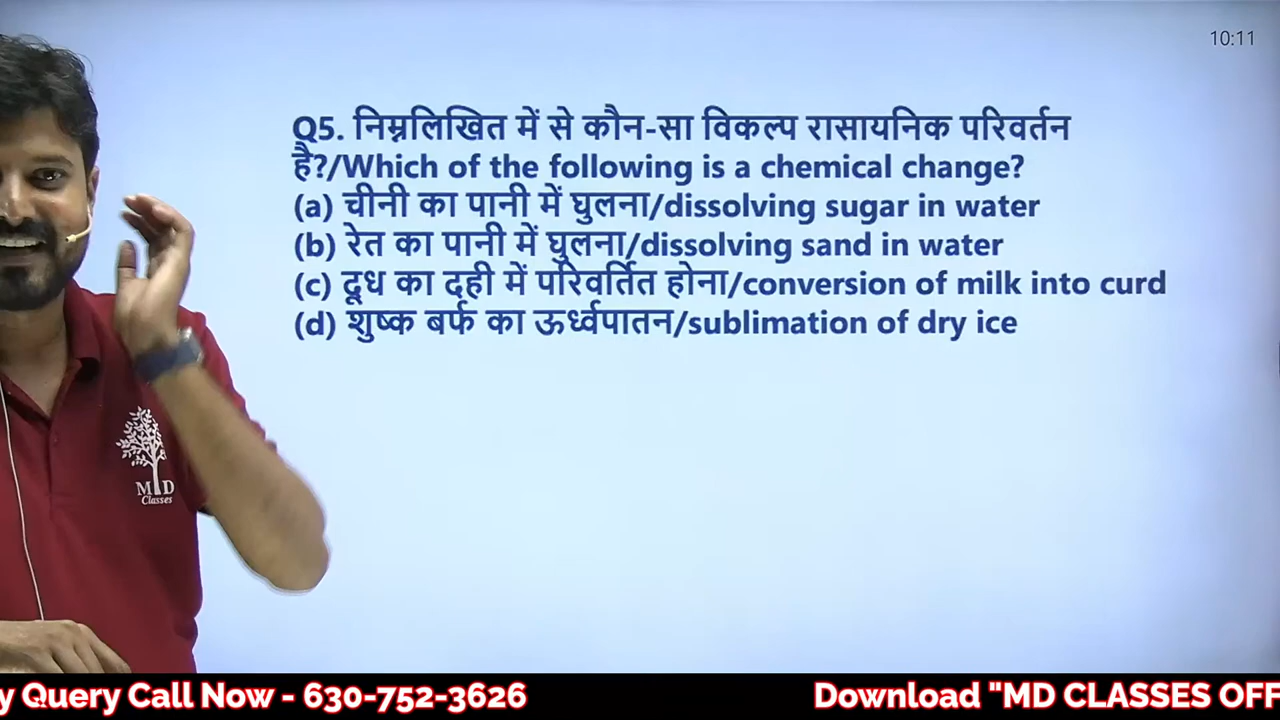 10:11
Q5. निम्नलिखित में से कौन-सा विकल्प रासायनिक परिवर्तन
है?/Which of the following is a chemical change?
(a) चीनी का पानी में घुलना/dissolving sugar in water
(b) रेत का पानी में घुलना/dissolving sand in water
(c) दूध का दही में परिवर्तित होना/conversion of milk into curd
(d) शुष्क बर्फ का ऊर्ध्वपातन/sublimation of dry ice
MD
Classes
y Query Call Now - 630-752-3626
Download "MD CLASSES OFF